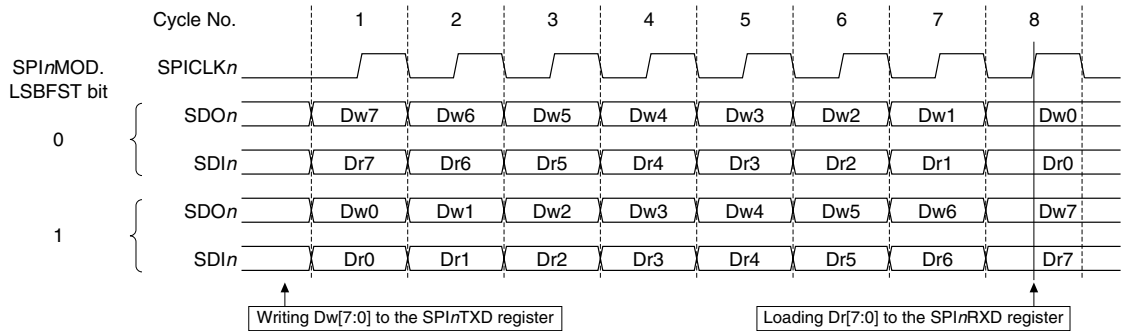 Cycle No. 1 2 3 4 5 6 7 8
SPInMOD. SPICLKn
LSBFST bit
SDOn Dw7 Dw6 Dw5 Dw4 Dw3 Dw2 Dw1 Dw0
0
SDIn Dr7 Dr6 Dr5 Dr4 Dr3 Dr2 Dr1 Dr0
SDOn Dw0 Dw1 Dw2 Dw3 Dw4 Dw5 Dw6 Dw7
1
SDIn Dr0 Dr1 Dr2 Dr3 Dr4 Dr5 Dr6 Dr7
Writing Dw[7:0] to the SPInTXD register Loading Dr[7:0] to the SPInRXD register